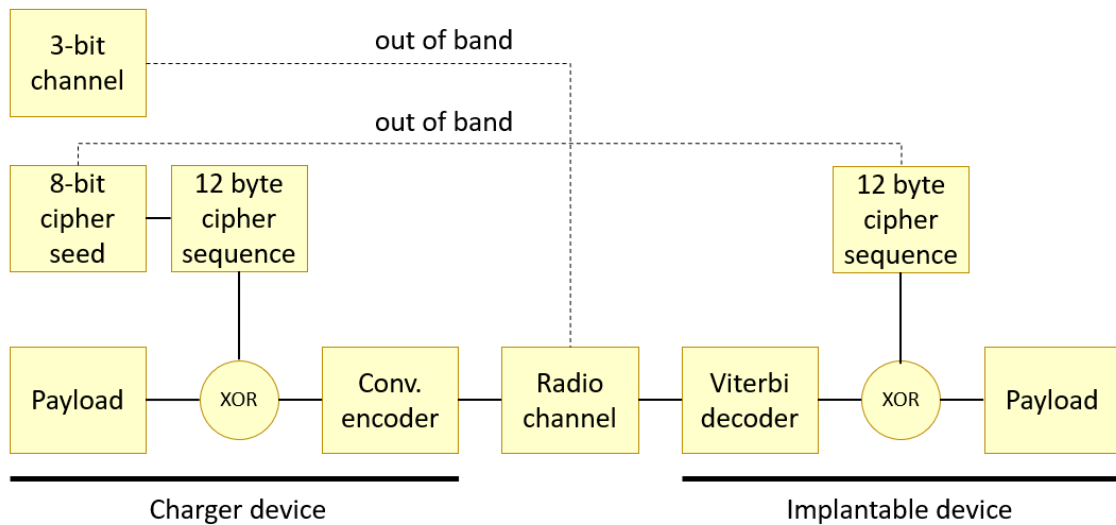 3-bit
channel
out of band
out of band
8-bit
cipher
seed
12 byte
cipher
sequence
12 byte
cipher
sequence
Payload
XOR
Conv.
encoder
Radio
channel
Viterbi
decoder
XOR
Payload
Charger device
Implantable device